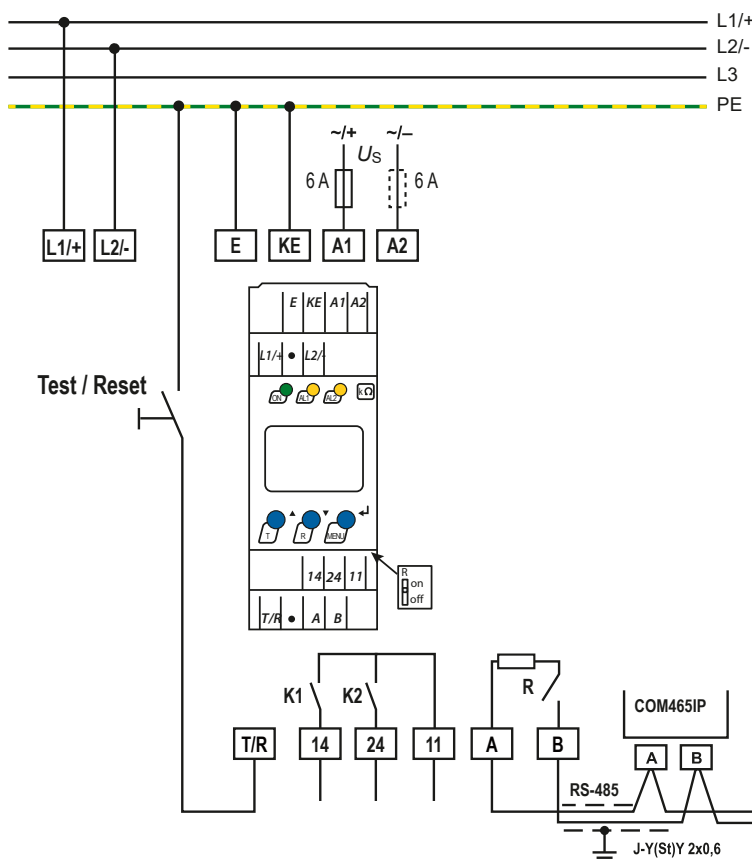 L1/+
L2/-
L3
PE
~/+ ~/–
US
6 A 6 A
L1/+ L2/- E KE A1 A2
E KE A1 A2
L1/+ • L2/-
Test / Reset
ON AL1 AL2 kΩ
T R MENU
14 24 11
R
on
off
T/R • A B
K1 K2 R
COM465IP
T/R 14 24 11 A B
A B
RS-485
J-Y(St)Y 2x0,6